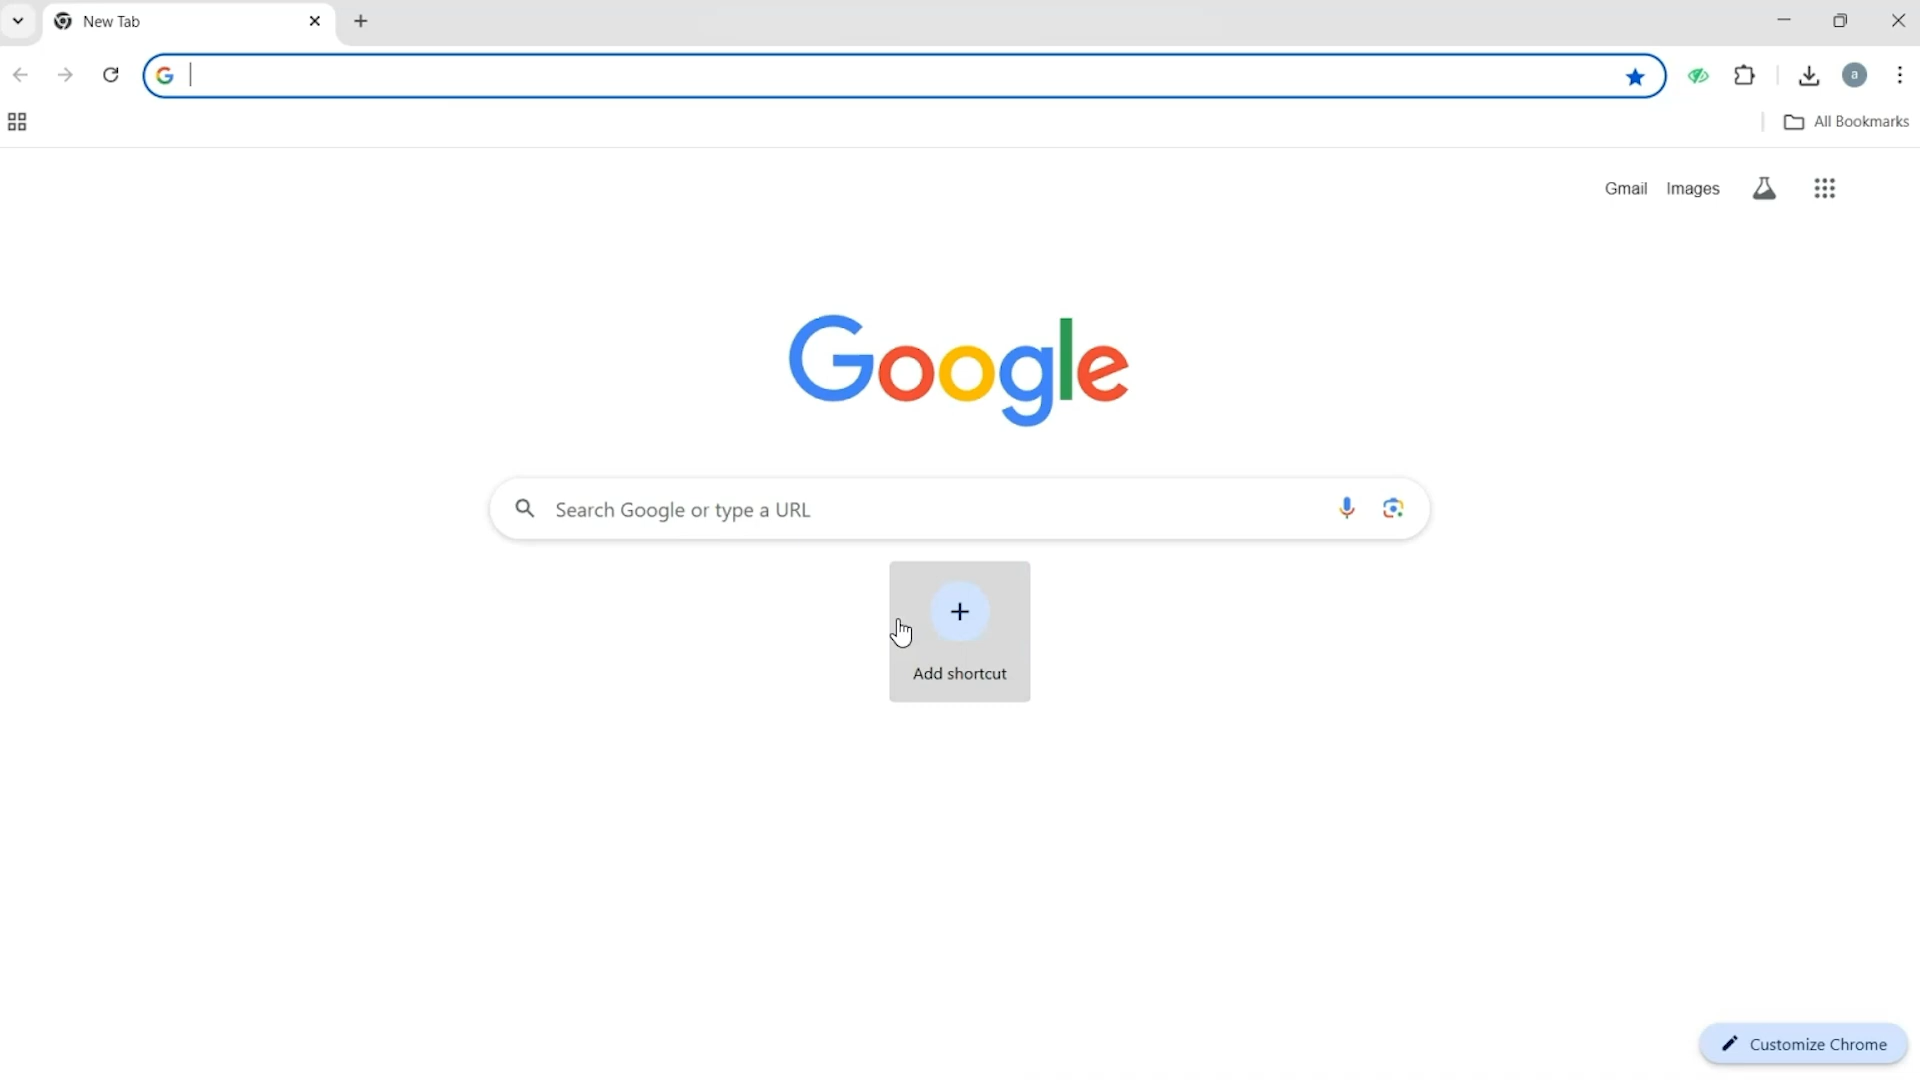 New Tab
All Bookmarks
Gmail Images
Google
Search Google or type a URL
Add shortcut
Customize Chrome
a